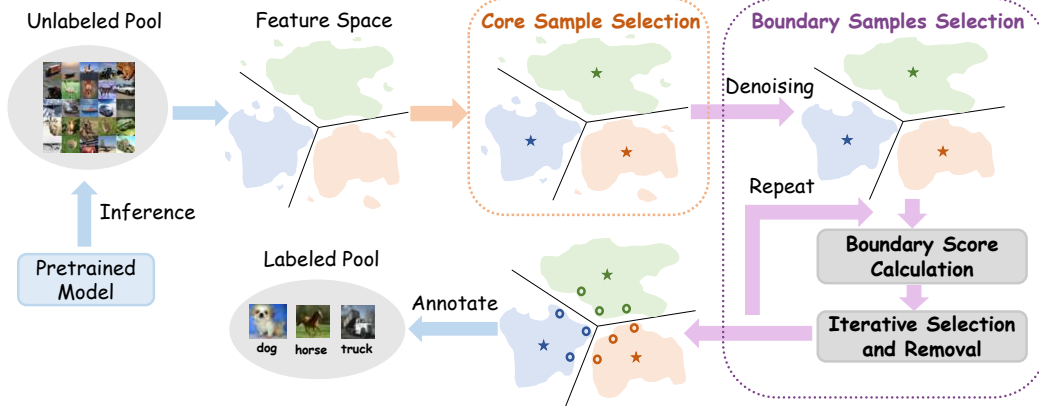 Unlabeled Pool
Feature Space
Core Sample Selection
Boundary Samples Selection
Denoising
Inference
Pretrained
Model
Repeat
Boundary Score
Calculation
Iterative Selection
and Removal
Labeled Pool
Annotate
dog
horse
truck